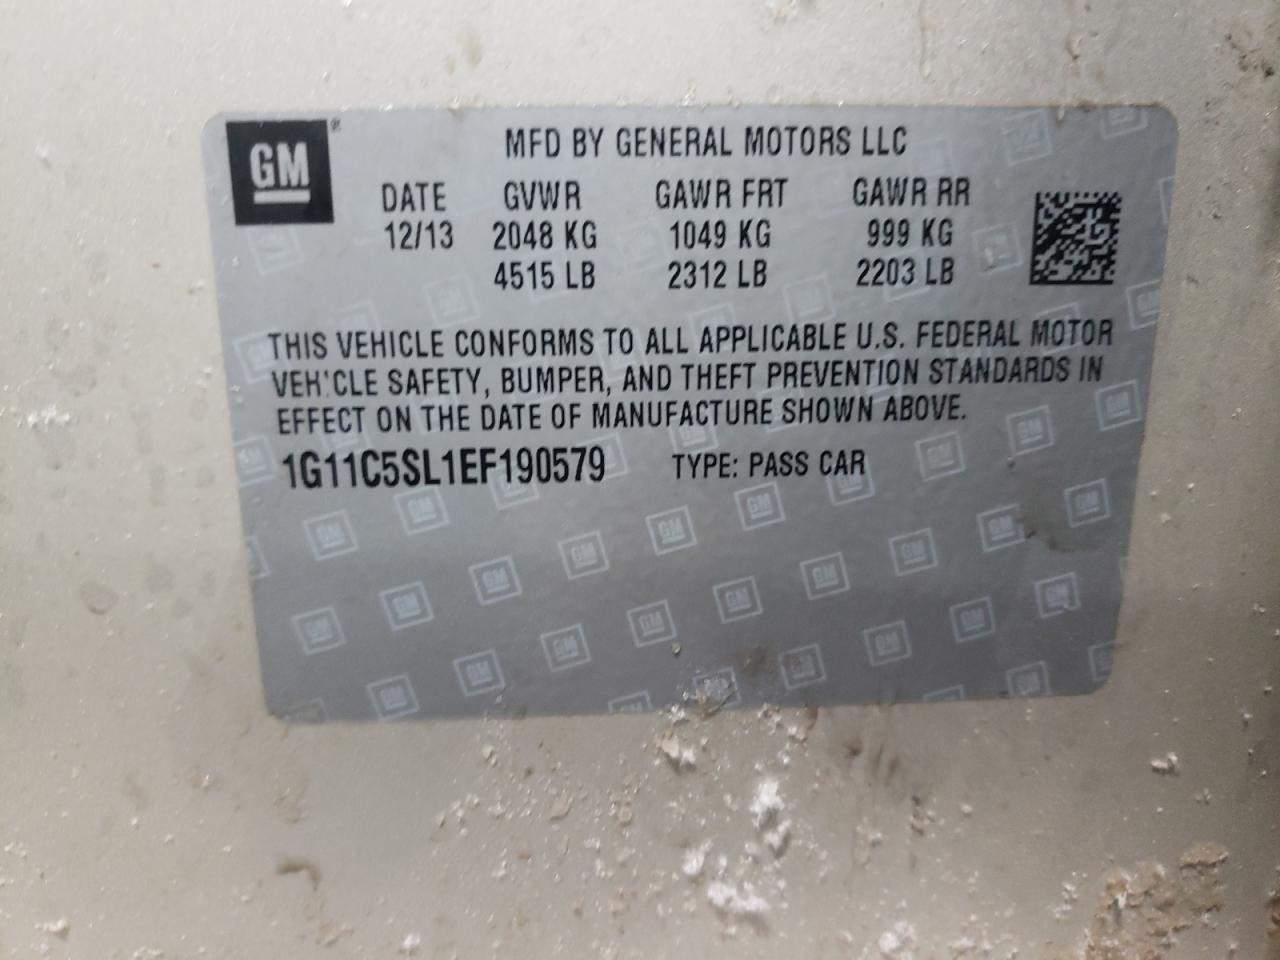 GM ®
MFD BY GENERAL MOTORS LLC
DATE GVWR GAWR FRT GAWR RR
12/13 2048 KG 1049 KG 999 KG
4515 LB 2312 LB 2203 LB
THIS VEHICLE CONFORMS TO ALL APPLICABLE U.S. FEDERAL MOTOR
VEHICLE SAFETY, BUMPER, AND THEFT PREVENTION STANDARDS IN
EFFECT ON THE DATE OF MANUFACTURE SHOWN ABOVE.
1G11C5SL1EF190579 TYPE: PASS CAR